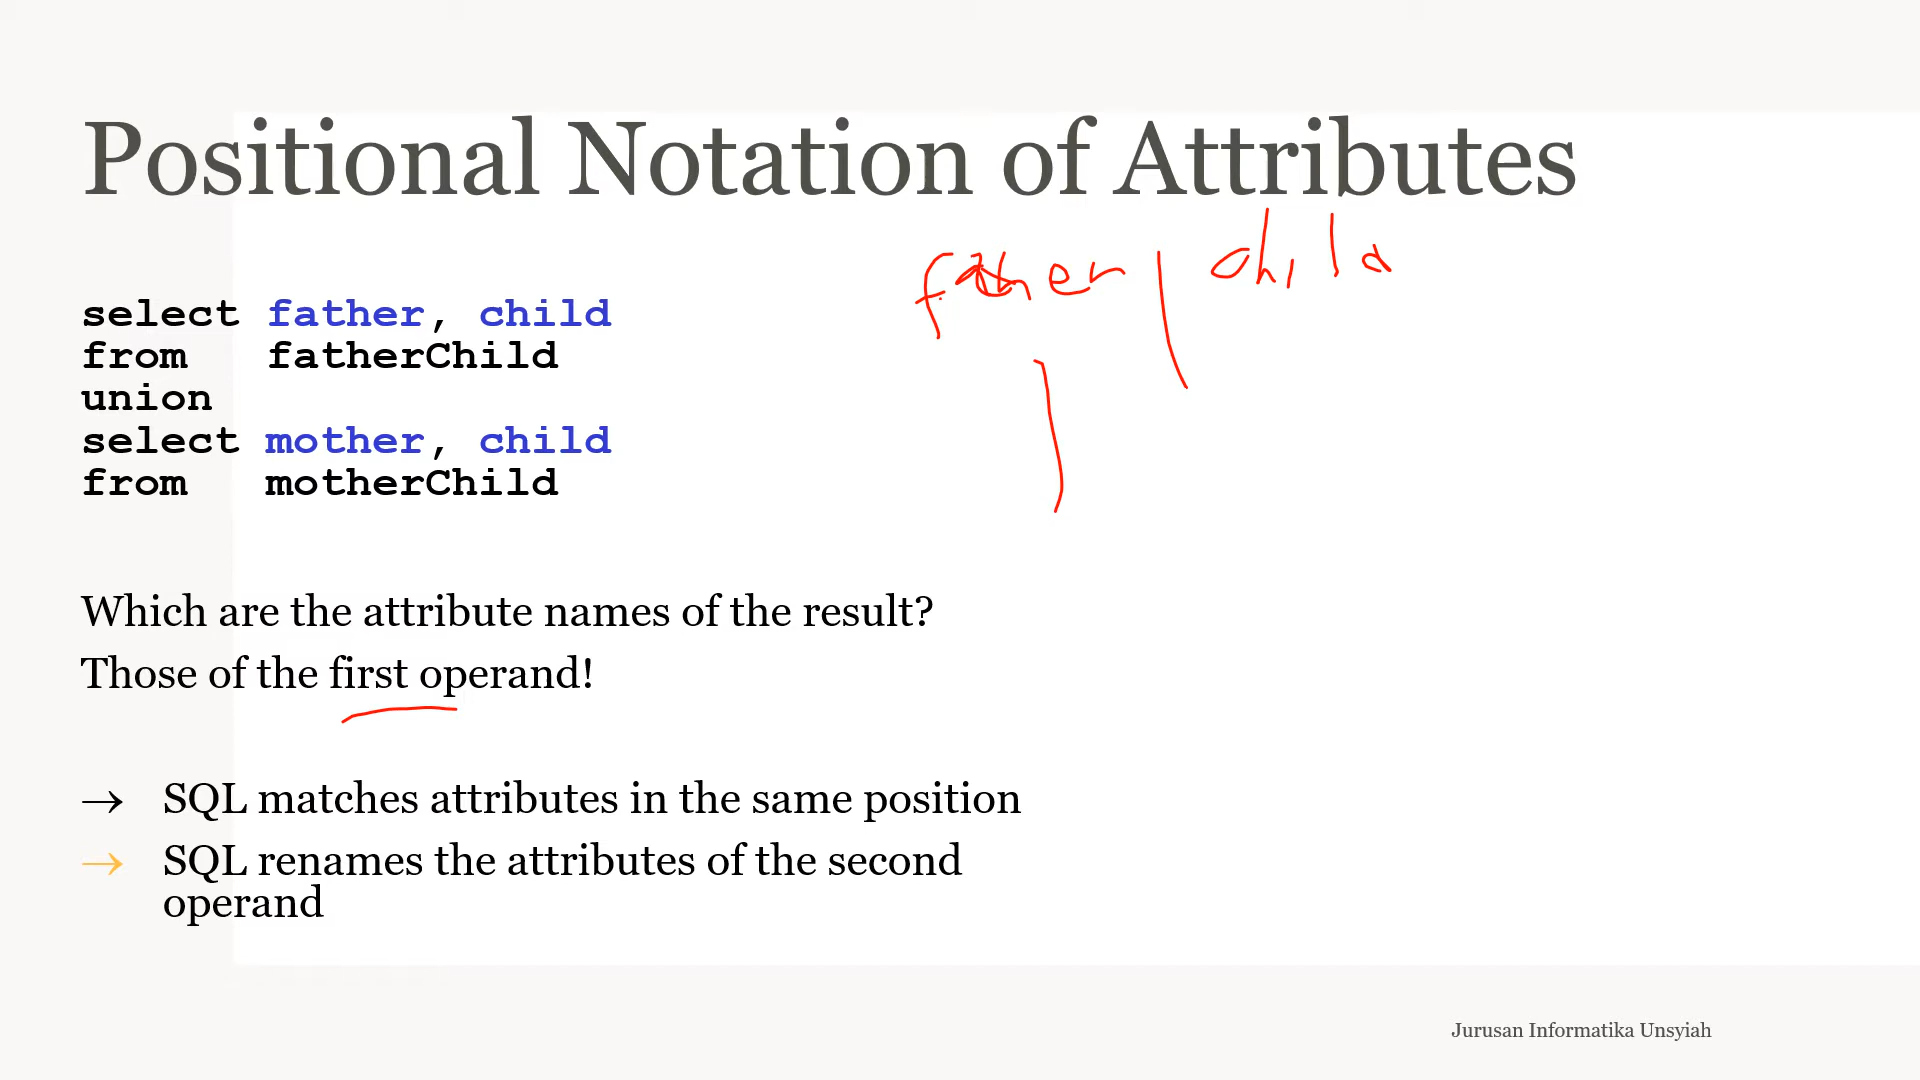 Positional Notation of Attributes
father | child
select father, child
from fatherChild
union
select mother, child
from motherChild
Which are the attribute names of the result?
Those of the first operand!
→ SQL matches attributes in the same position
→ SQL renames the attributes of the second
operand
Jurusan Informatika Unsyiah